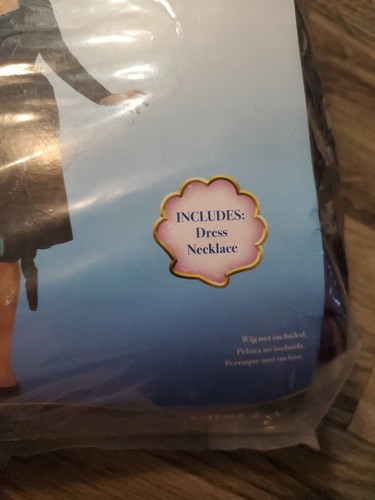 INCLUDES:
Dress
Necklace
Wig not included.
Peluca no incluida.
Perruque non incluse.